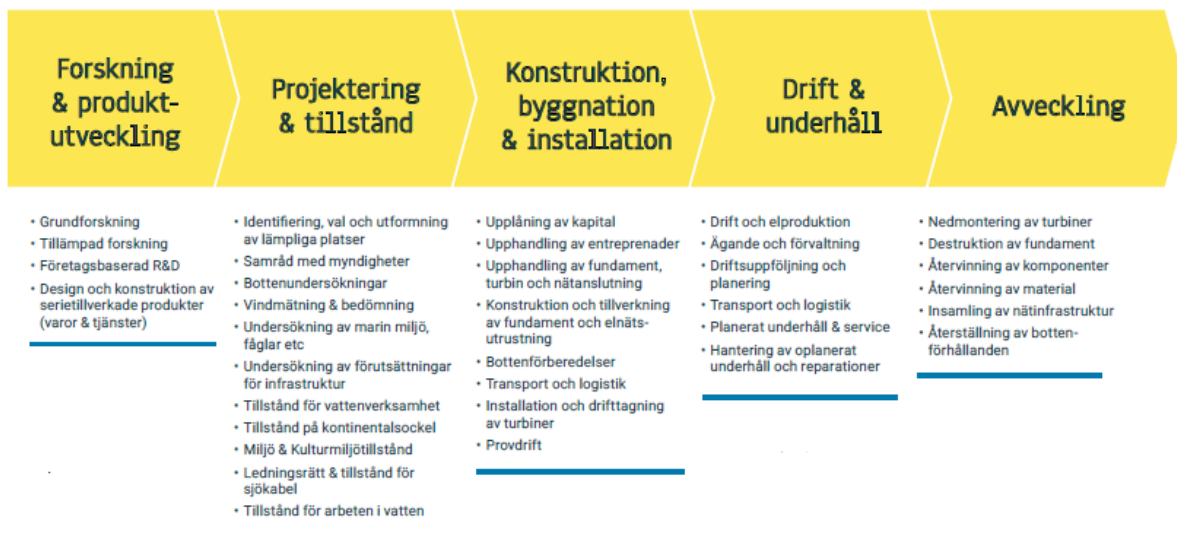 Forskning
& produkt-
utveckling
Projektering
& tillstånd
Konstruktion,
byggnation
& installation
Drift &
underhåll
Avveckling
• Grundforskning
• Tillämpad forskning
• Företagsbaserad R&D
• Design och konstruktion av
serietillverkade produkter
(varor & tjänster)
• Identifiering, val och utformning
av lämpliga platser
• Samråd med myndigheter
• Bottenundersökningar
• Vindmätning & bedömning
• Undersökning av marin miljö,
fåglar etc
• Undersökning av förutsättningar
för infrastruktur
• Tillstånd för vattenverksamhet
• Tillstånd på kontinentalsockel
• Miljö & Kulturmiljötillstånd
• Ledningsrätt & tillstånd för
sjökabel
• Tillstånd för arbeten i vatten
• Upplåning av kapital
• Upphandling av entreprenader
• Upphandling av fundament,
turbin och nätanslutning
• Konstruktion och tillverkning
av fundament och elnäts-
utrustning
• Bottenförberedelser
• Transport och logistik
• Installation och drifttagning
av turbiner
• Provdrift
• Drift och elproduktion
• Ägande och förvaltning
• Driftsuppföljning och
planering
• Transport och logistik
• Planerat underhåll & service
• Hantering av oplanerat
underhåll och reparationer
• Nedmontering av turbiner
• Destruktion av fundament
• Återvinning av komponenter
• Återvinning av material
• Insamling av nätinfrastruktur
• Återställning av botten-
förhållanden